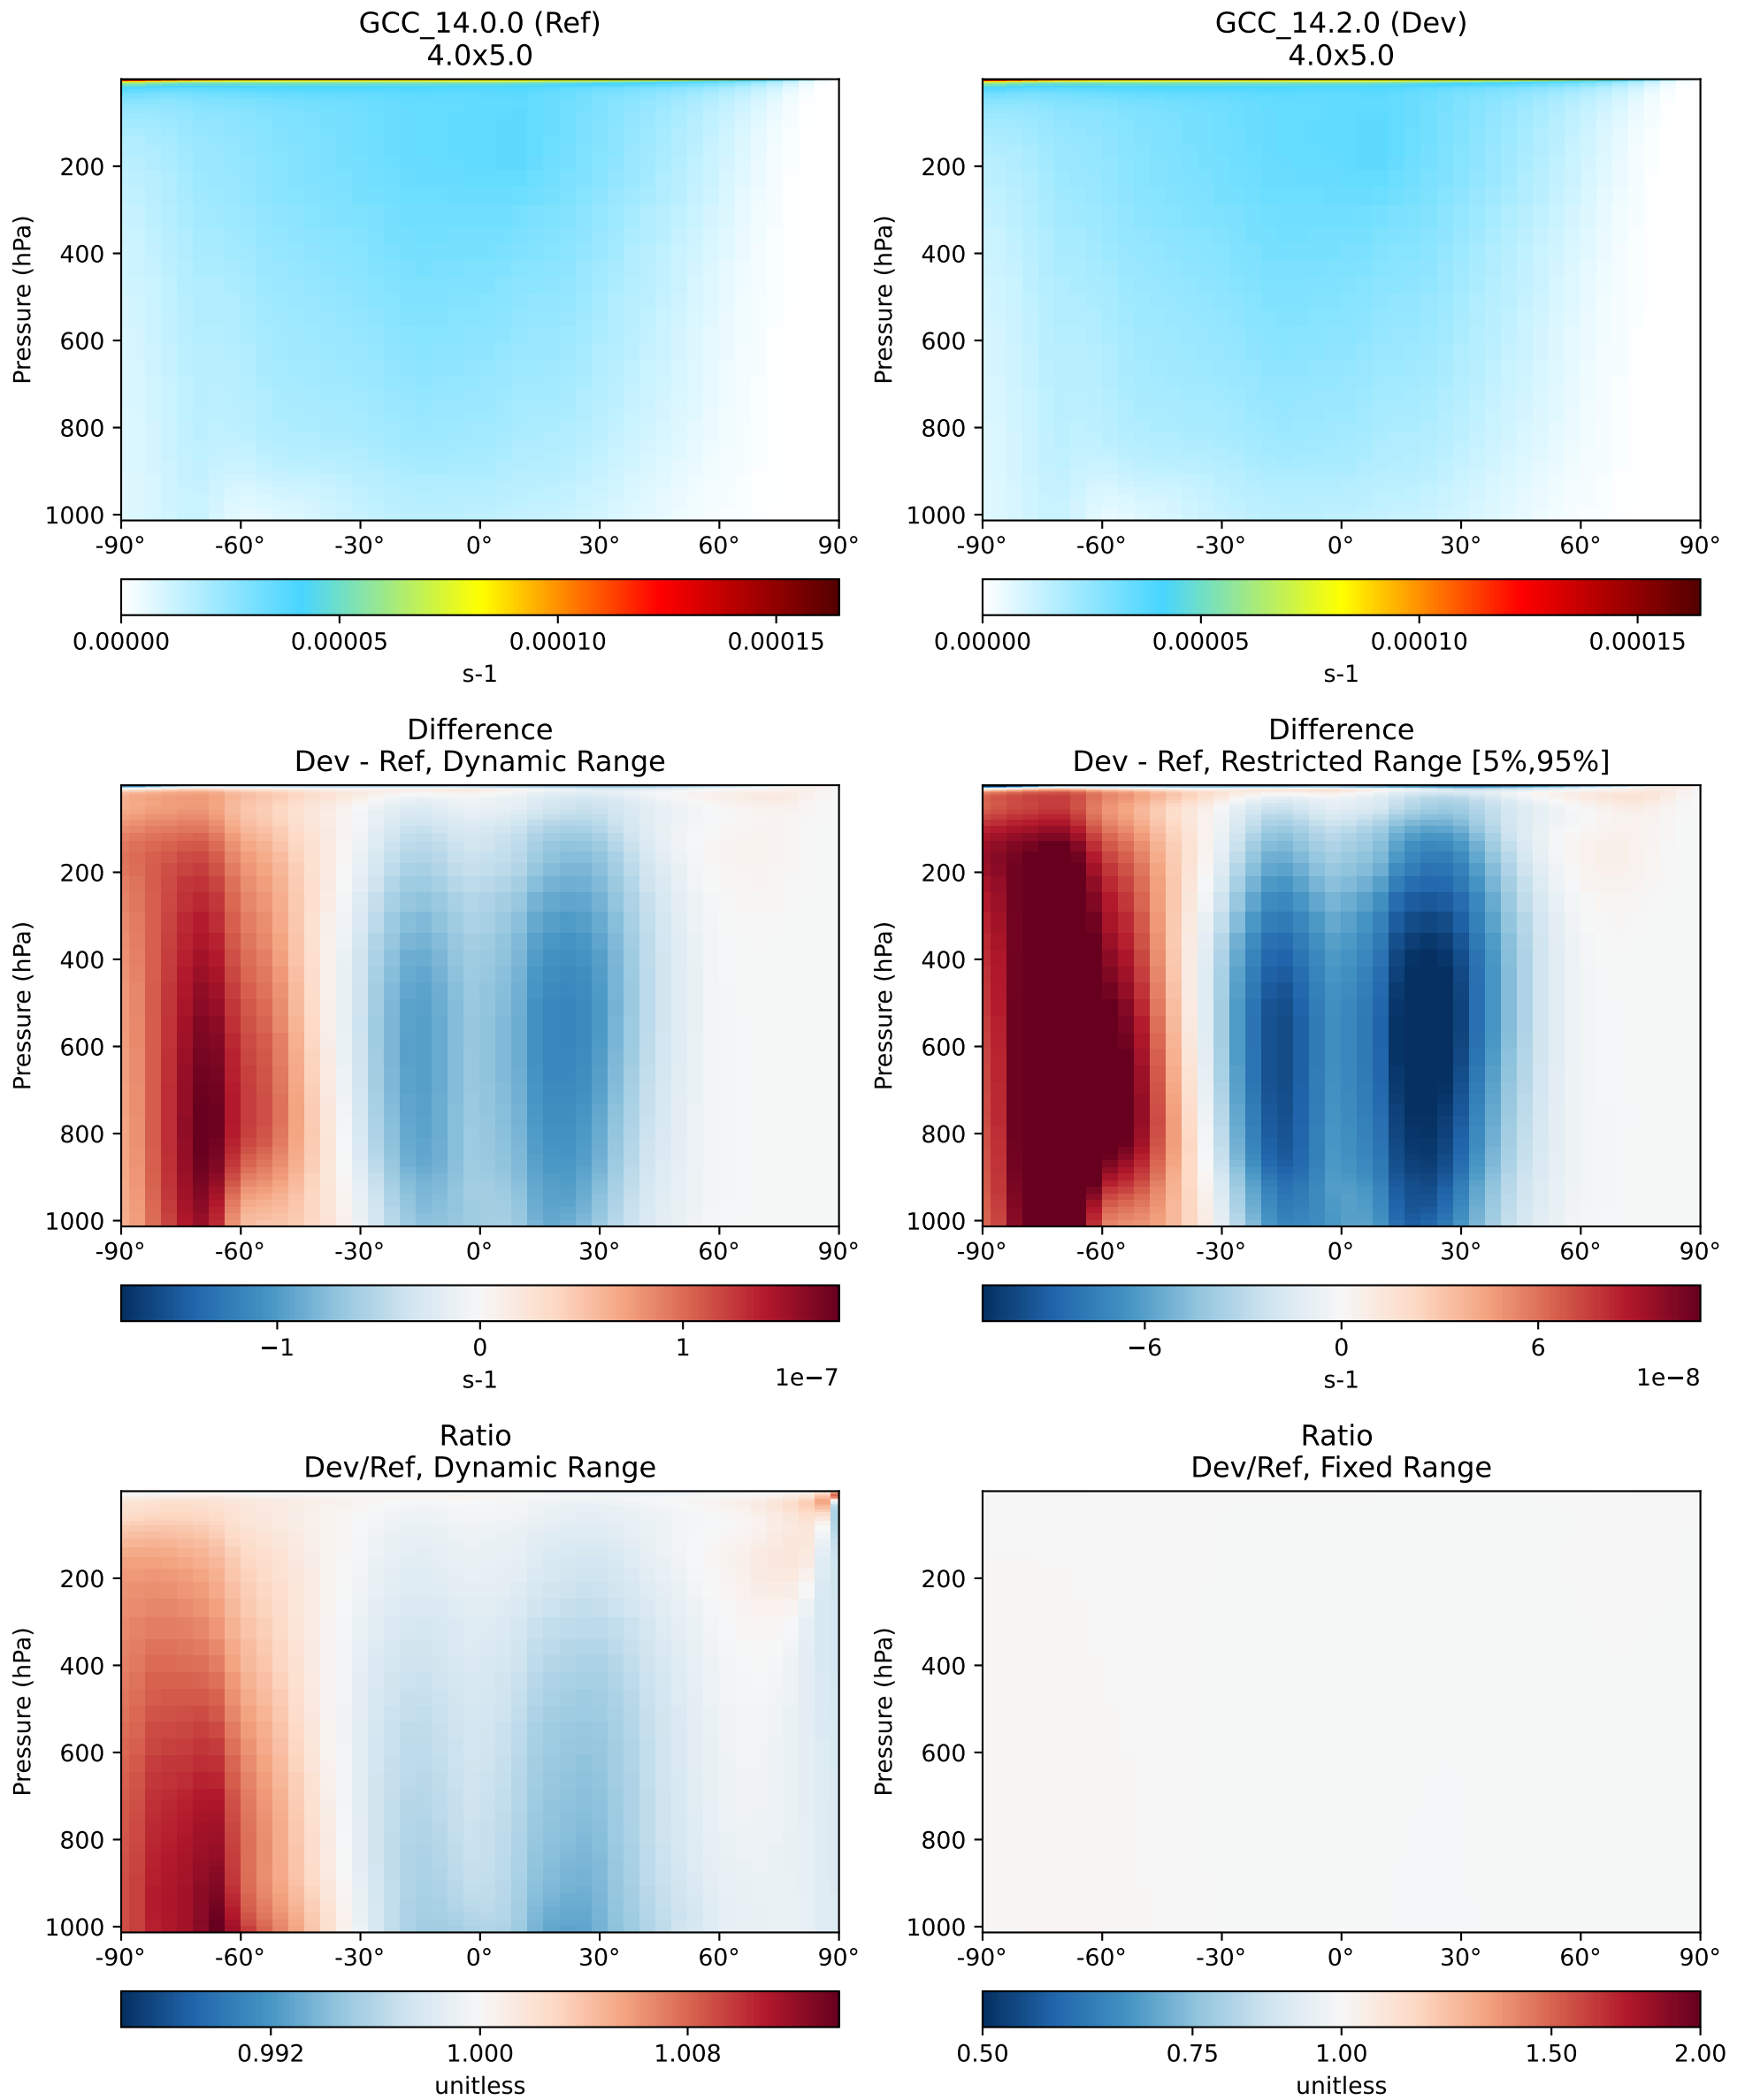 GCC_14.0.0 (Ref)
4.0x5.0
GCC_14.2.0 (Dev)
4.0x5.0
Pressure (hPa)
200
400
600
800
1000
-90° -60° -30° 0° 30° 60° 90°
0.00000 0.00005 0.00010 0.00015
s-1
Pressure (hPa)
200
400
600
800
1000
-90° -60° -30° 0° 30° 60° 90°
0.00000 0.00005 0.00010 0.00015
s-1
Difference
Dev - Ref, Dynamic Range
Difference
Dev - Ref, Restricted Range [5%,95%]
Pressure (hPa)
200
400
600
800
1000
-90° -60° -30° 0° 30° 60° 90°
−1 0 1
s-1 1e−7
Pressure (hPa)
200
400
600
800
1000
-90° -60° -30° 0° 30° 60° 90°
−6 0 6
s-1 1e−8
Ratio
Dev/Ref, Dynamic Range
Ratio
Dev/Ref, Fixed Range
Pressure (hPa)
200
400
600
800
1000
-90° -60° -30° 0° 30° 60° 90°
0.992 1.000 1.008
unitless
Pressure (hPa)
200
400
600
800
1000
-90° -60° -30° 0° 30° 60° 90°
0.50 0.75 1.00 1.50 2.00
unitless